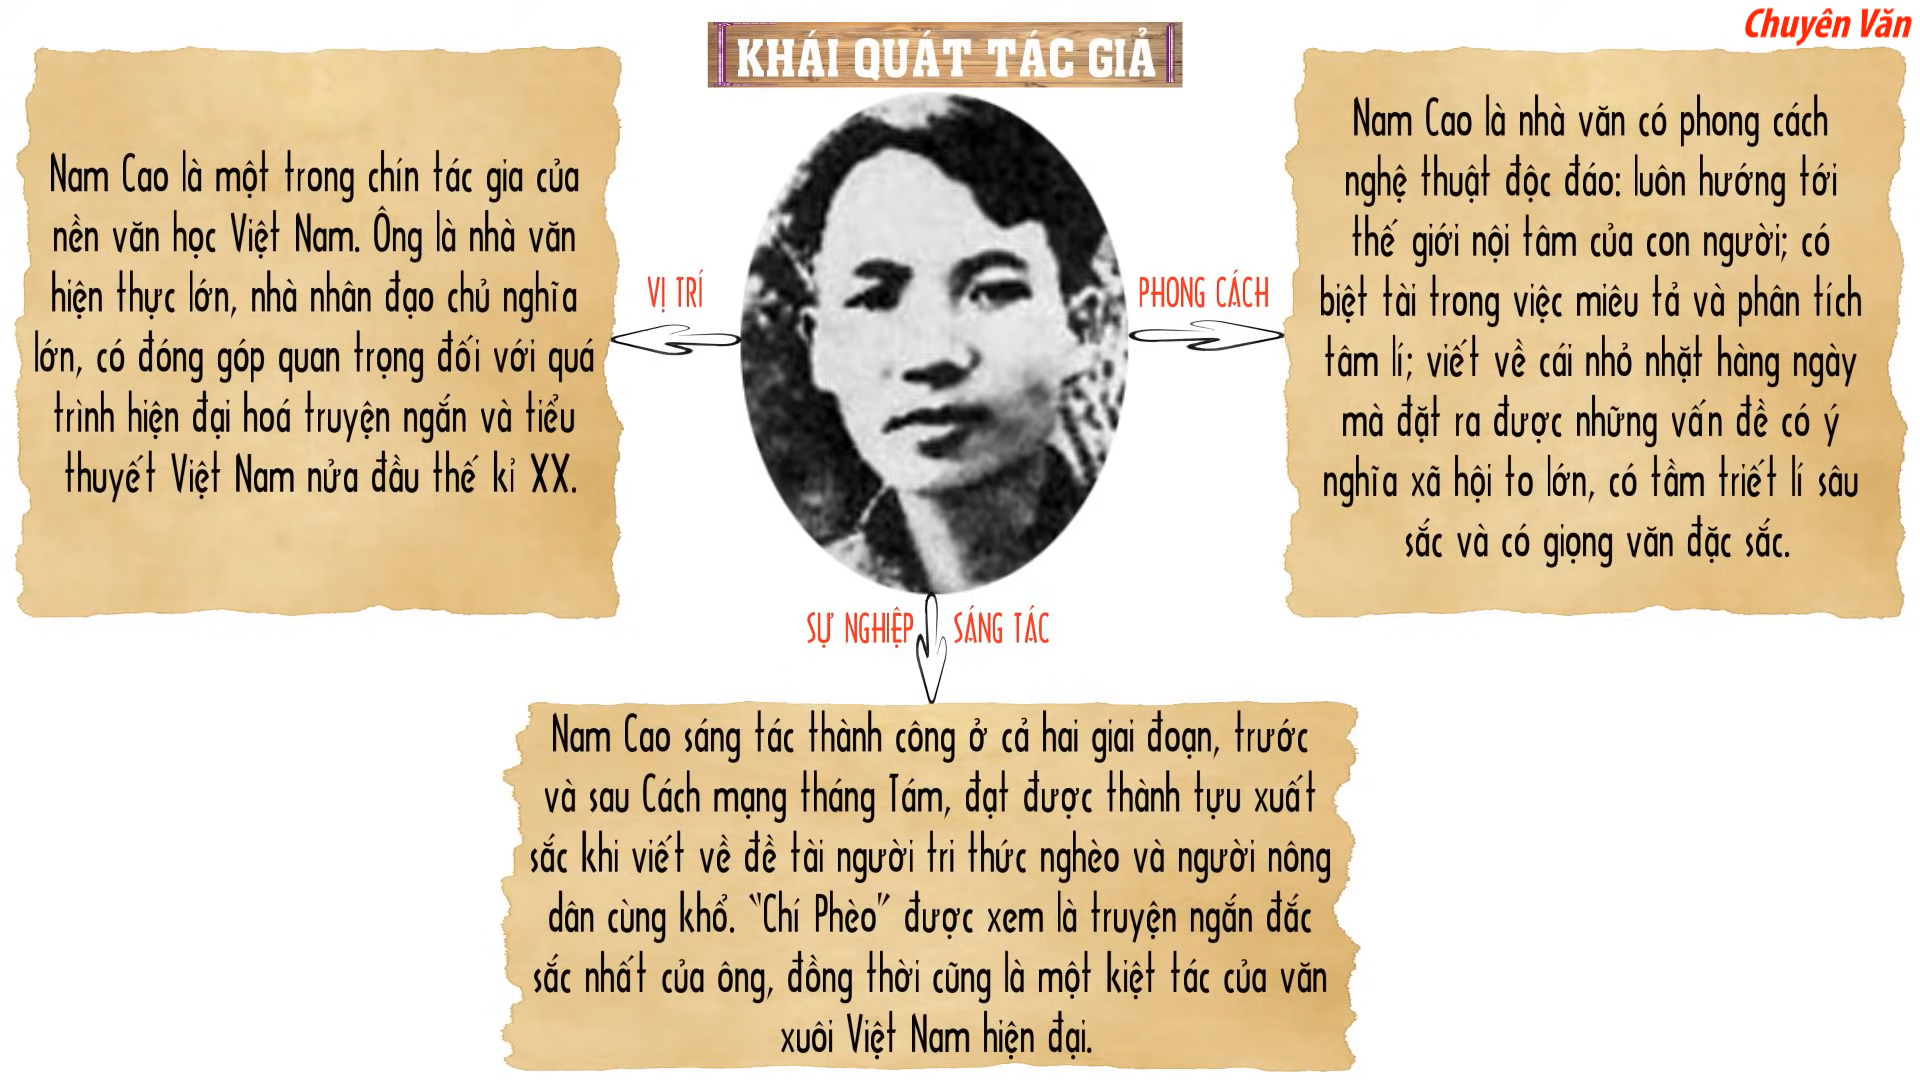 Chuyên Văn
KHÁI QUÁT TÁC GIẢ
Nam Cao là một trong chín tác gia của
nền văn học Việt Nam. Ông là nhà văn
hiện thực lớn, nhà nhân đạo chủ nghĩa
lớn, có đóng góp quan trọng đối với quá
trình hiện đại hoá truyện ngắn và tiểu
thuyết Việt Nam nửa đầu thế kỉ XX.
VỊ TRÍ
PHONG CÁCH
Nam Cao là nhà văn có phong cách
nghệ thuật độc đáo: luôn hướng tới
thế giới nội tâm của con người; có
biệt tài trong việc miêu tả và phân tích
tâm lí; viết về cái nhỏ nhặt hàng ngày
mà đặt ra được những vấn đề có ý
nghĩa xã hội to lớn, có tầm triết lí sâu
sắc và có giọng văn đặc sắc.
SỰ NGHIỆP SÁNG TÁC
Nam Cao sáng tác thành công ở cả hai giai đoạn, trước
và sau Cách mạng tháng Tám, đạt được thành tựu xuất
sắc khi viết về đề tài người tri thức nghèo và người nông
dân cùng khổ. “Chí Phèo” được xem là truyện ngắn đắc
sắc nhất của ông, đồng thời cũng là một kiệt tác của văn
xuôi Việt Nam hiện đại.